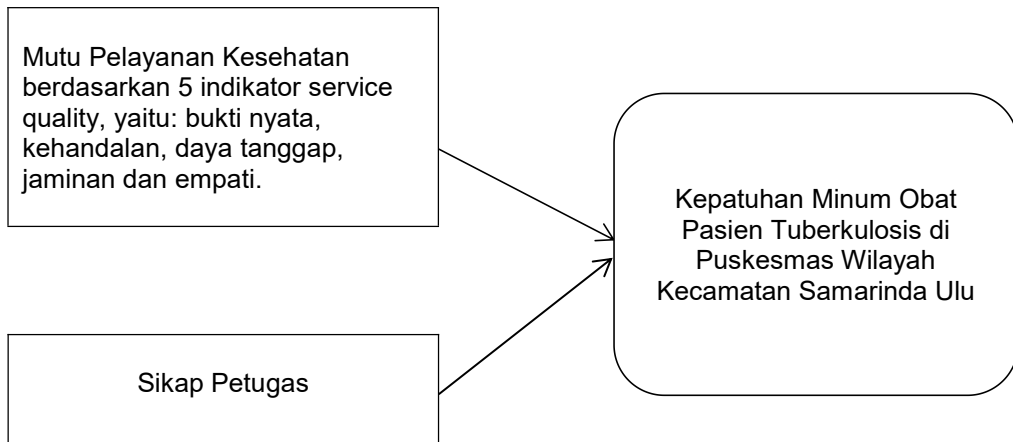 Mutu Pelayanan Kesehatan
berdasarkan 5 indikator service
quality, yaitu: bukti nyata,
kehandalan, daya tanggap,
jaminan dan empati.
Kepatuhan Minum Obat
Pasien Tuberkulosis di
Puskesmas Wilayah
Kecamatan Samarinda Ulu
Sikap Petugas